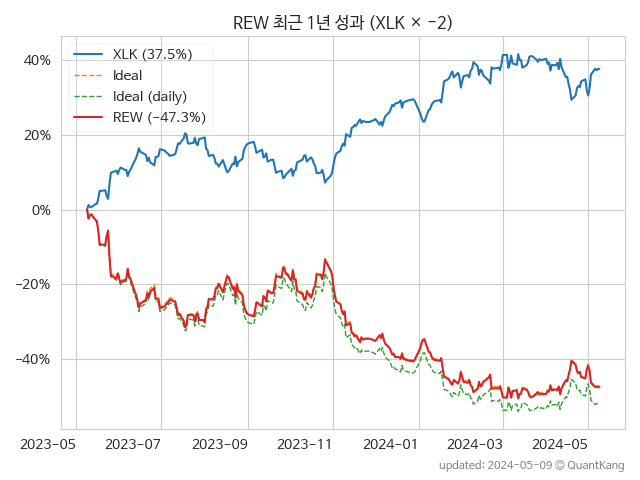 REW 최근 1년 성과 (XLK × −2)
XLK (37.5%)
Ideal
Ideal (daily)
REW (−47.3%)
40%
20%
0%
−20%
−40%
2023-05 2023-07 2023-09 2023-11 2024-01 2024-03 2024-05
updated: 2024-05-09 © QuantKang